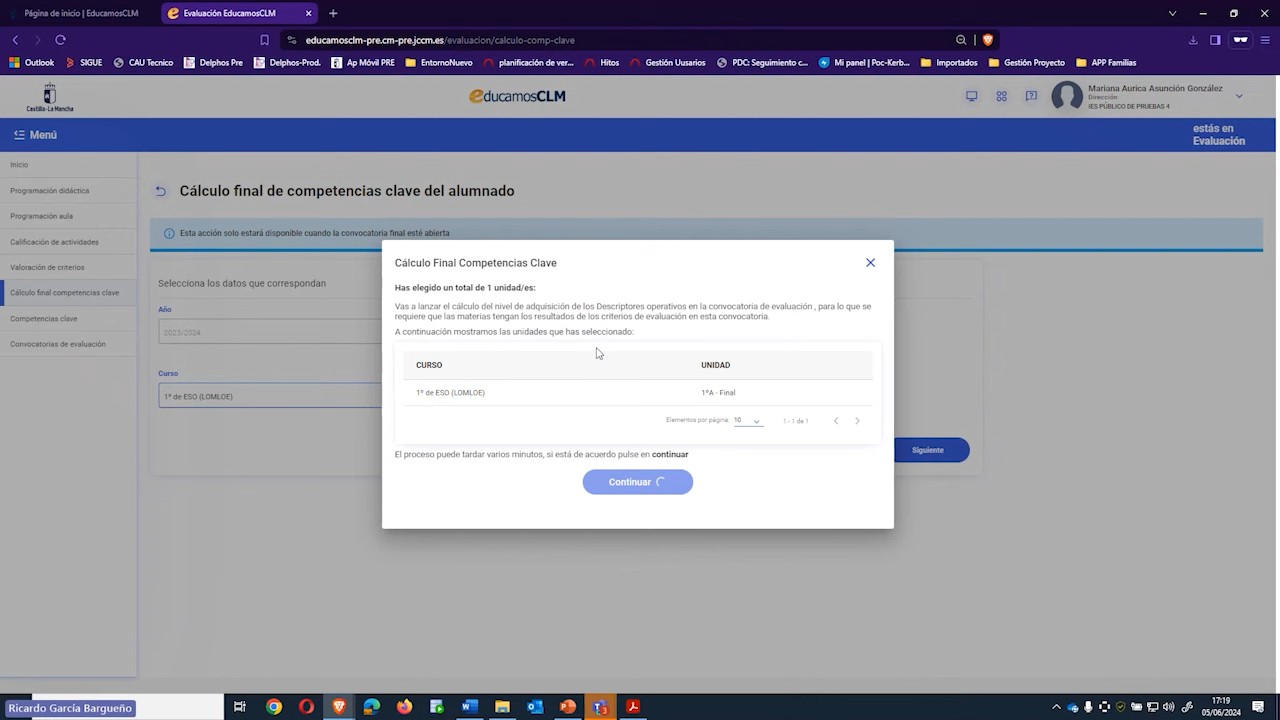 Página de inicio | EducamosCLM
Evaluación EducamosCLM
educamosclm-pre.cm-pre.jccm.es/evaluacion/calculo-comp-clave
Outlook
SIGUE
CAU Tecnico
Delphos Pre
Delphos-Prod.
Ap Móvil PRE
EntornoNuevo
planificación de ver...
Hitos
Gestión Usuarios
PDC: Seguimiento c...
Mi panel | Poc-Kerb...
Importados
Gestión Proyecto
APP Familias
Castilla-La Mancha
educamosCLM
Mariana Aurica Asunción González
Dirección
IES PÚBLICO DE PRUEBAS 4
Menú
estás en
Evaluación
Inicio
Programación didáctica
Programación aula
Calificación de actividades
Valoración de criterios
Cálculo final competencias clave
Competencias clave
Convocatorias de evaluación
Cálculo final de competencias clave del alumnado
Esta acción solo estará disponible cuando la convocatoria final esté abierta
Selecciona los datos que correspondan
Año
2023/2024
Curso
1º de ESO (LOMLOE)
Siguiente
Cálculo Final Competencias Clave
Has elegido un total de 1 unidad/es:
Vas a lanzar el cálculo del nivel de adquisición de los Descriptores operativos en la convocatoria de evaluación , para lo que se
requiere que las materias tengan los resultados de los criterios de evaluación en esta convocatoria.
A continuación mostramos las unidades que has seleccionado:
CURSO UNIDAD
1º de ESO (LOMLOE) 1ºA - Final
Elementos por página: 10 1 - 1 de 1
El proceso puede tardar varios minutos, si está de acuerdo pulse en continuar
Continuar
Ricardo García Bargueño
17:19
05/06/2024